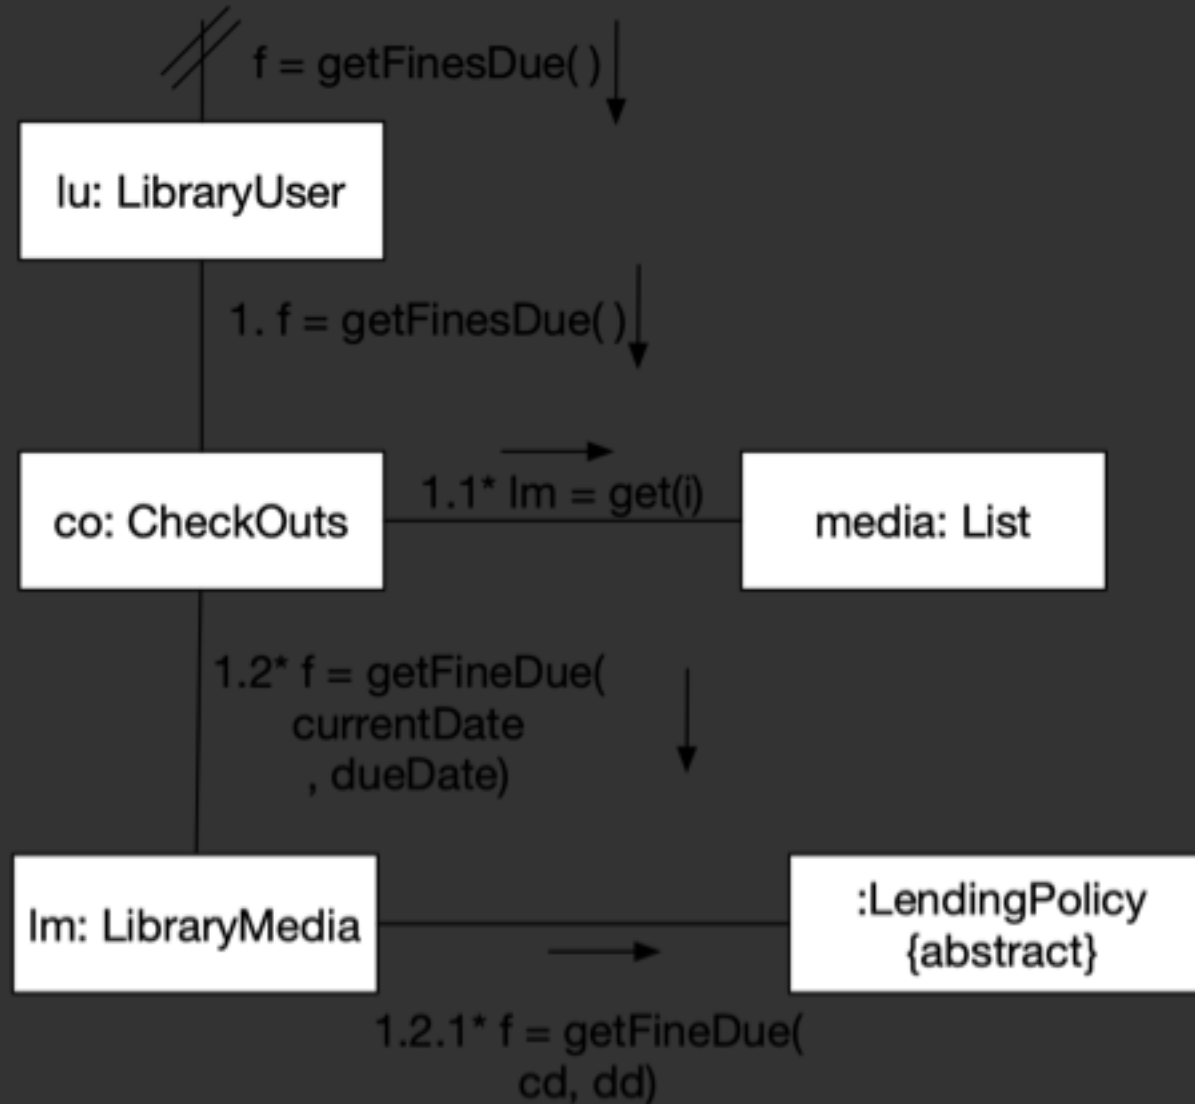 f = getFinesDue( )
lu: LibraryUser
1. f = getFinesDue( )
1.1* lm = get(i)
co: CheckOuts
media: List
1.2* f = getFineDue(
currentDate
, dueDate)
lm: LibraryMedia
:LendingPolicy
{abstract}
1.2.1* f = getFineDue(
cd, dd)